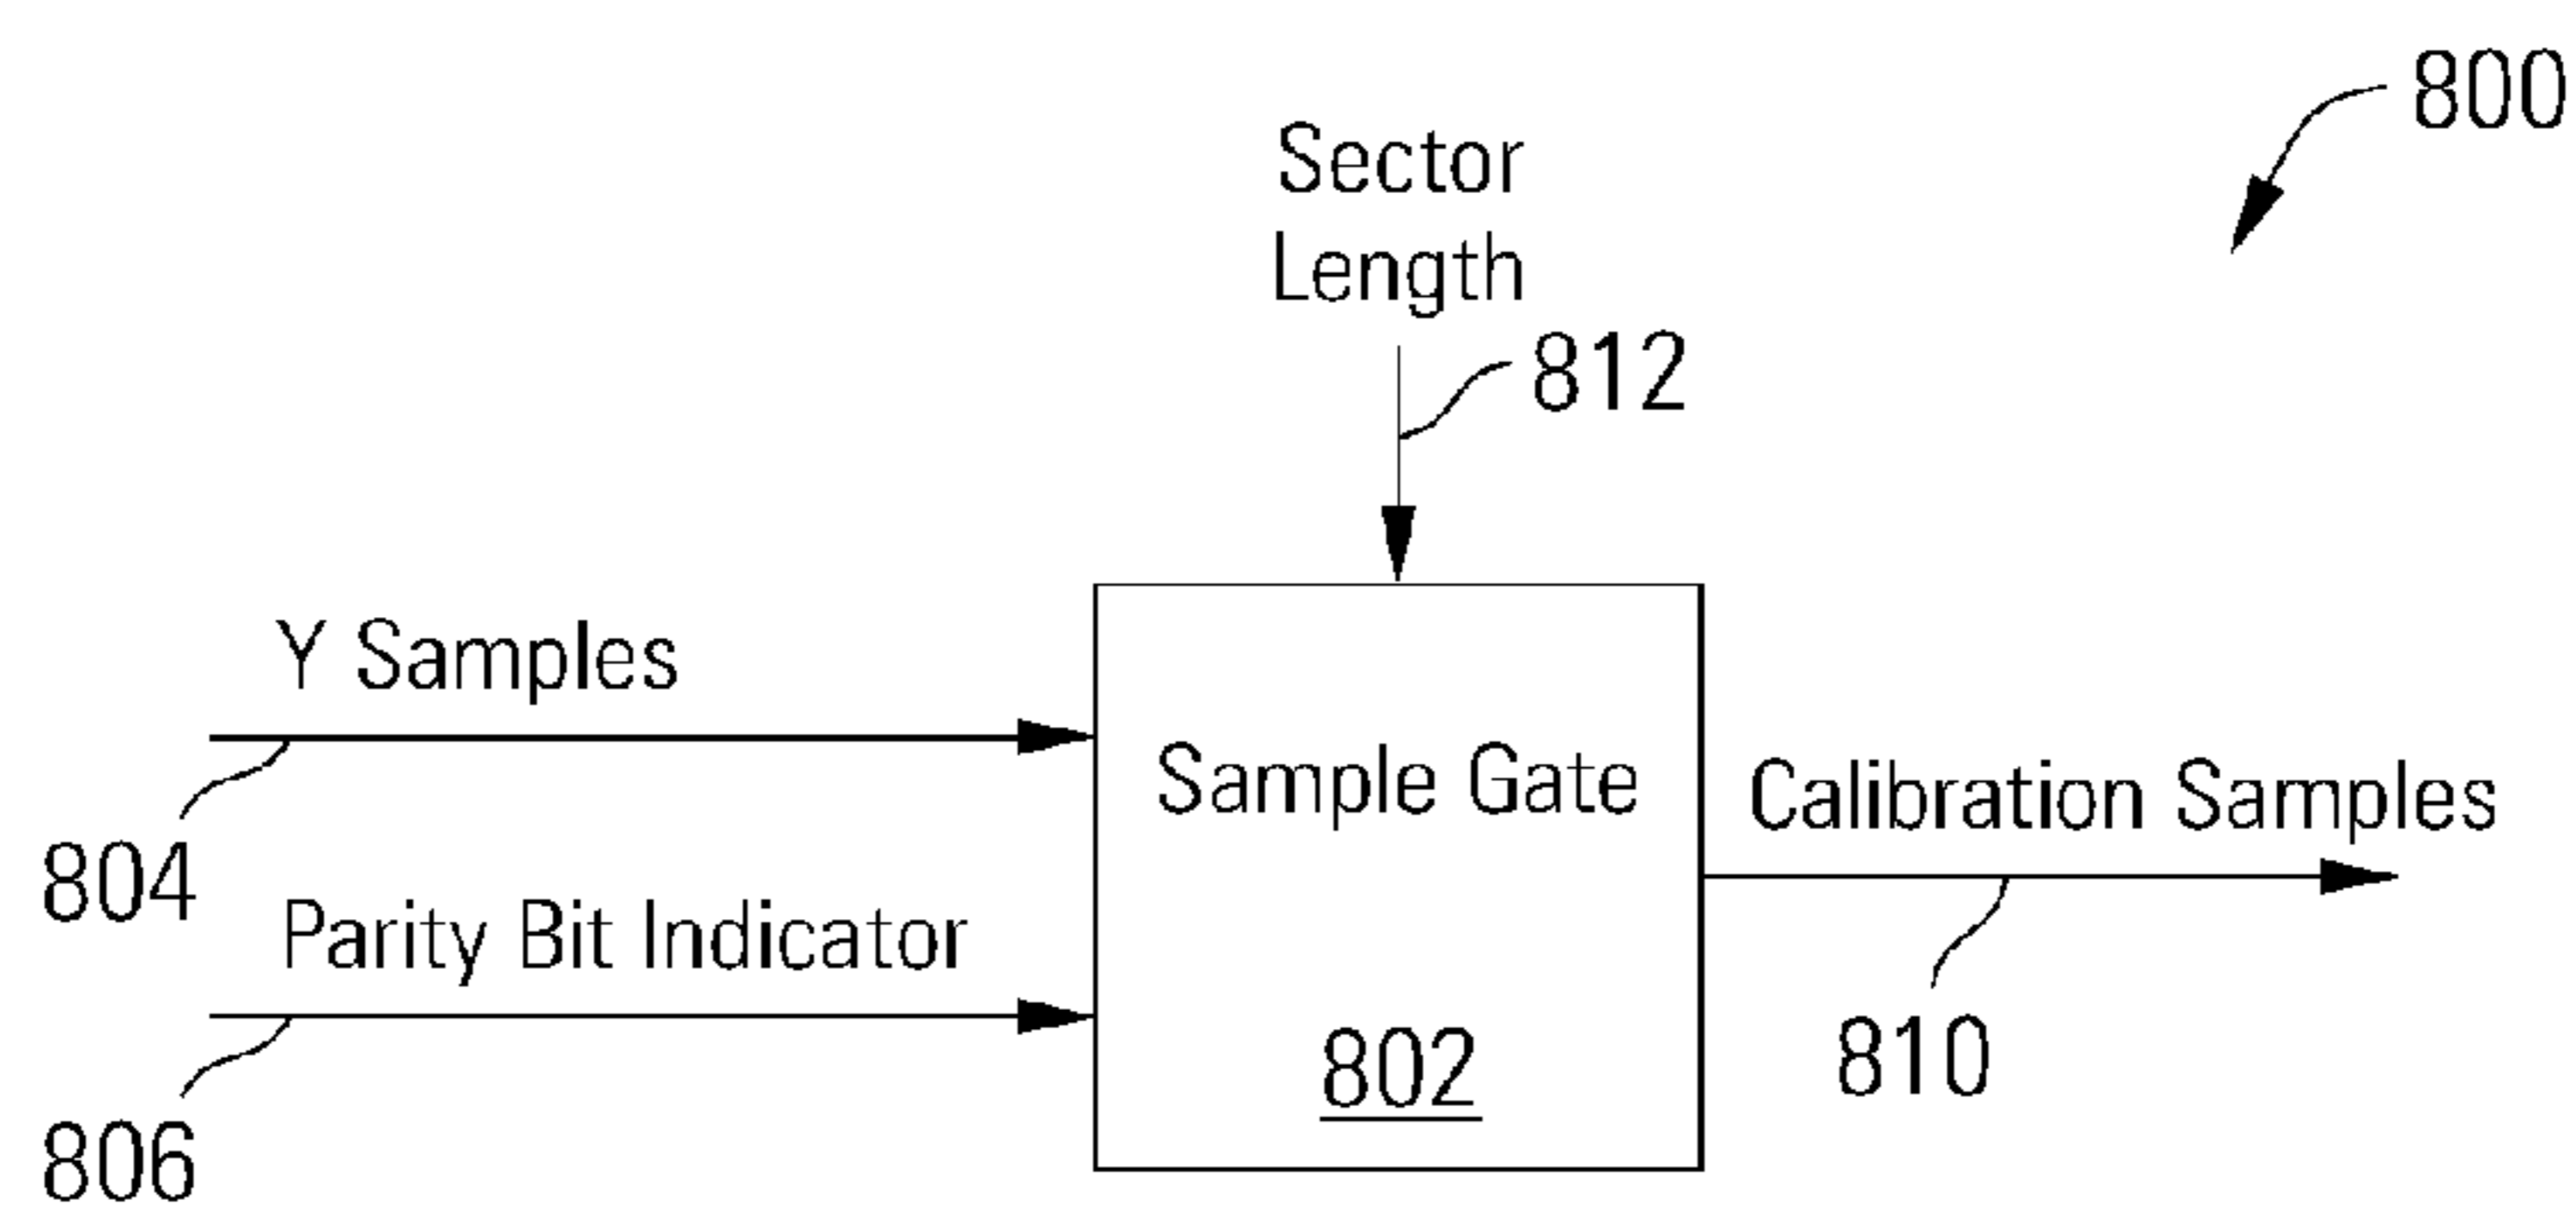 800
Sector
Length
812
Y Samples
Sample Gate
Calibration Samples
804
Parity Bit Indicator
802
810
806